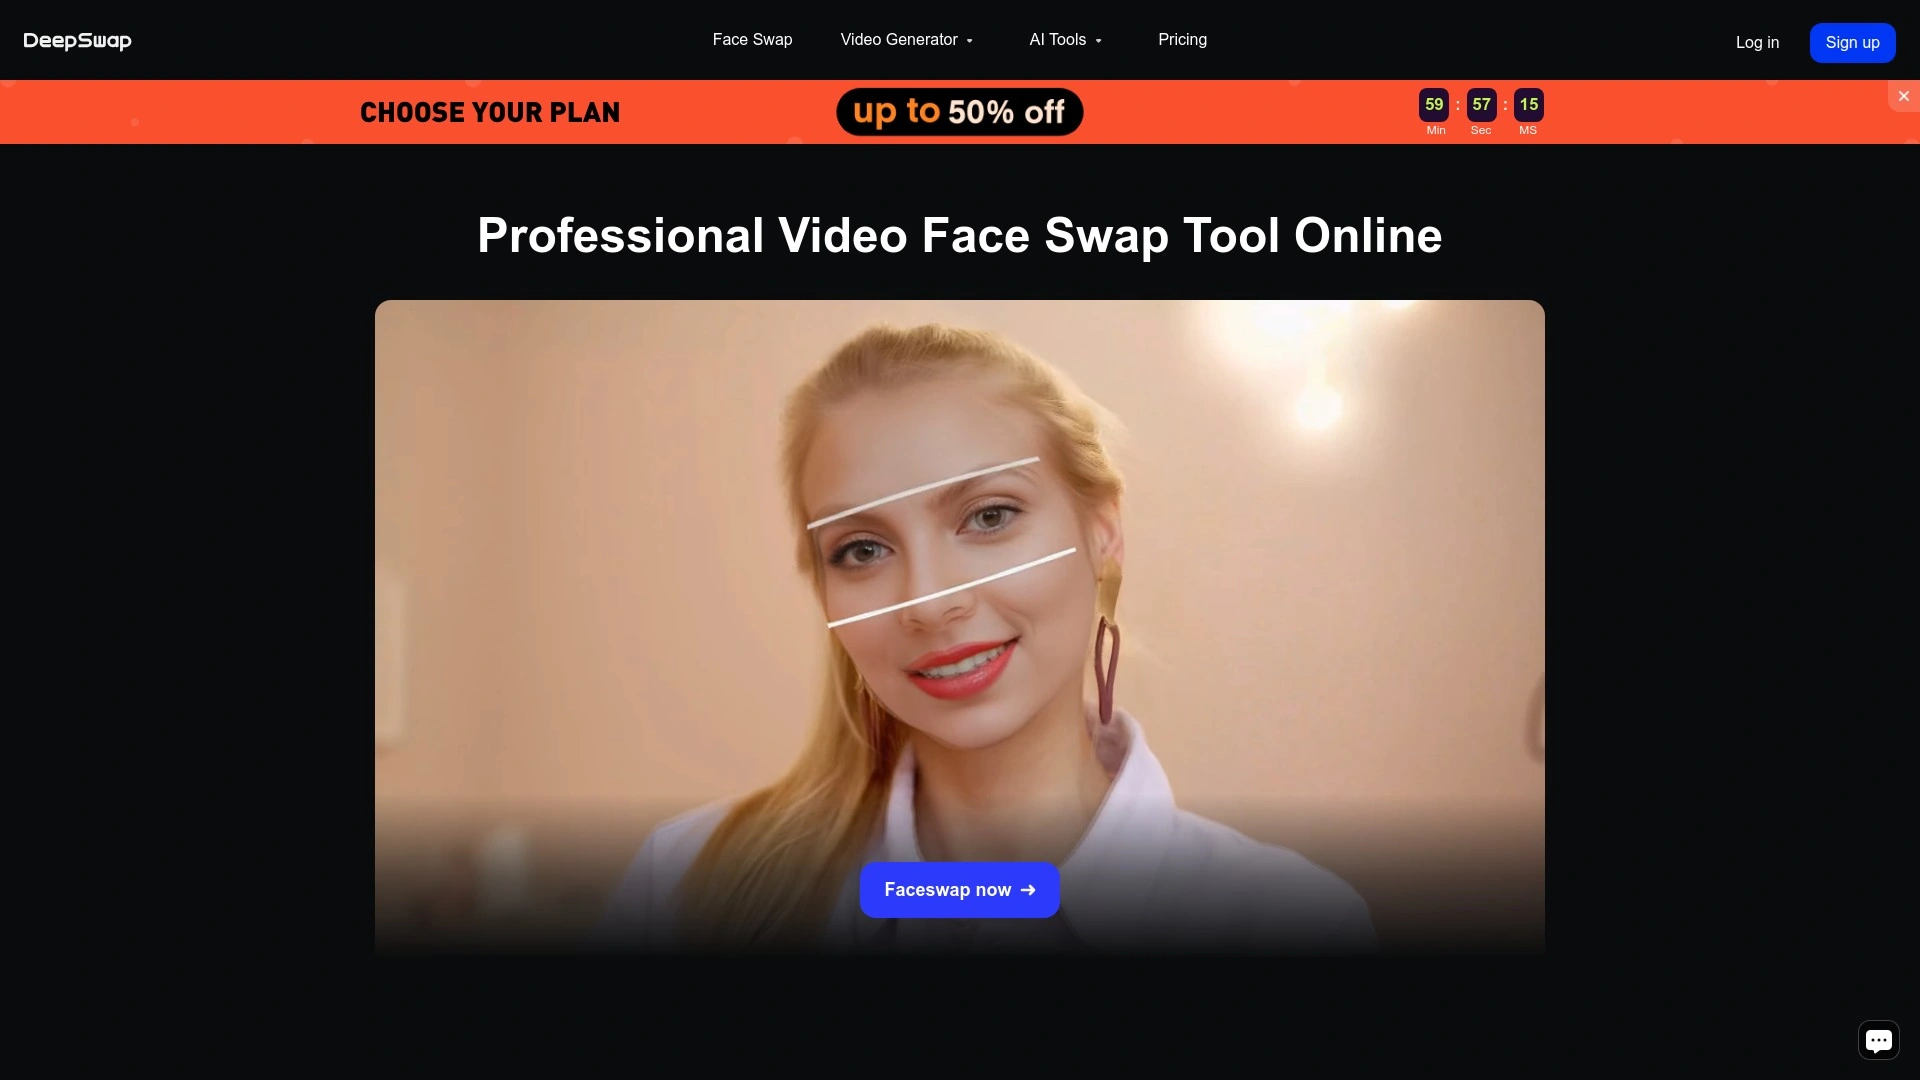 DeepSwap
Face Swap
Video Generator
AI Tools
Pricing
Log in
Sign up
CHOOSE YOUR PLAN
up to 50% off
59 : 57 : 15
Min Sec MS
Professional Video Face Swap Tool Online
Faceswap now